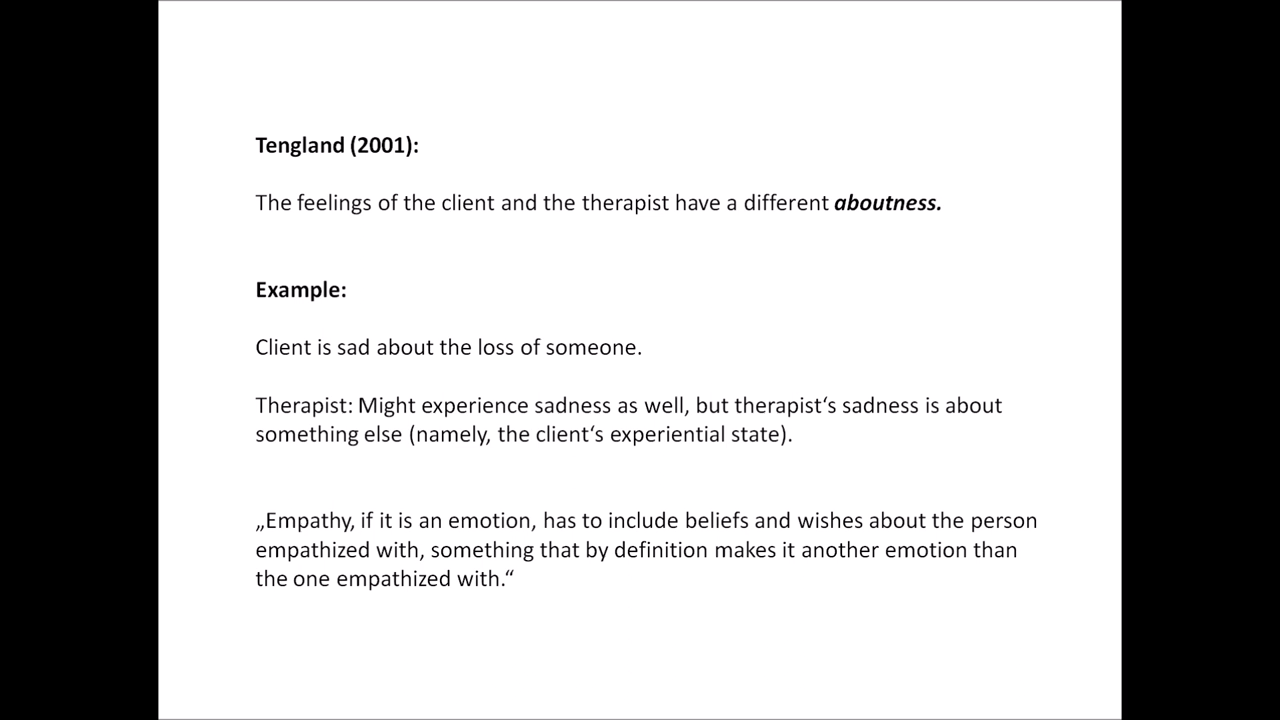 Tengland (2001):
The feelings of the client and the therapist have a different aboutness.
Example:
Client is sad about the loss of someone.
Therapist: Might experience sadness as well, but therapist‘s sadness is about
something else (namely, the client‘s experiential state).
„Empathy, if it is an emotion, has to include beliefs and wishes about the person
empathized with, something that by definition makes it another emotion than
the one empathized with.“